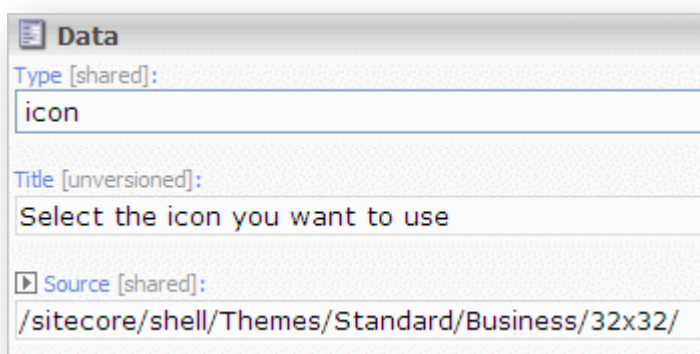 Data
Type [shared]:
icon
Title [unversioned]:
Select the icon you want to use
Source [shared]:
/sitecore/shell/Themes/Standard/Business/32x32/